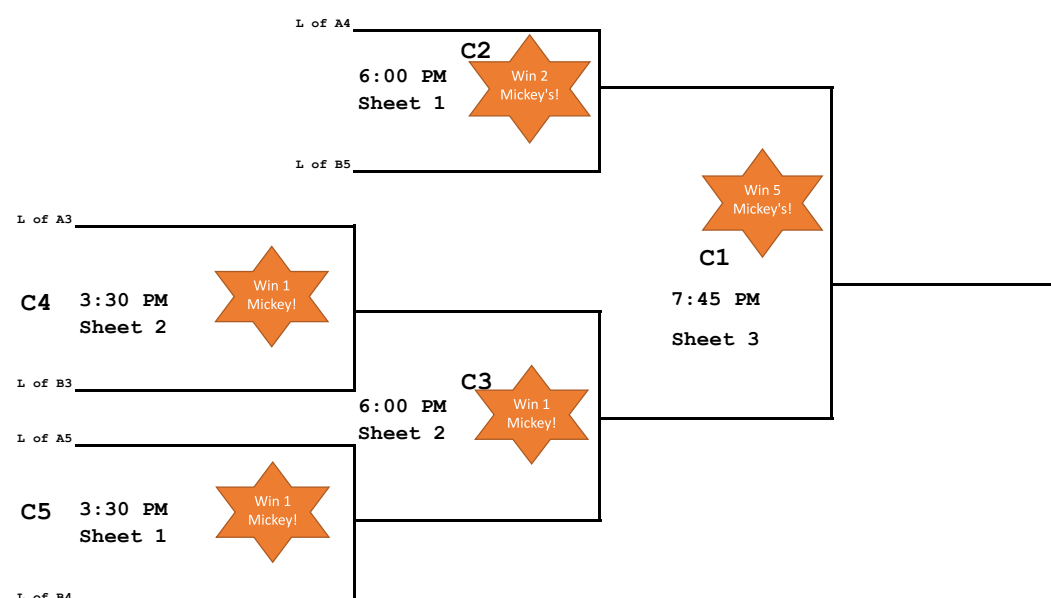 L of A4
C2
6:00 PM
Sheet 1
Win 2
Mickey's!
L of B5
Win 5
Mickey's!
C1
7:45 PM
Sheet 3
L of A3
C4
3:30 PM
Sheet 2
Win 1
Mickey!
L of B3
C3
6:00 PM
Sheet 2
Win 1
Mickey!
L of A5
C5
3:30 PM
Sheet 1
Win 1
Mickey!
L of B4